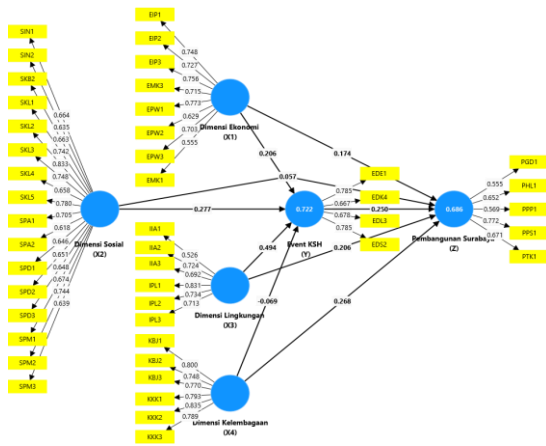 SIN1
SIN2
SKB2
SKL1
SKL2
SKL3
SKL4
SKL5
SPA1
SPA2
SPD1
SPD2
SPD3
SPM1
SPM2
SPM3
0.664
0.635
0.663
0.742
0.833
0.748
0.658
0.780
0.705
0.618
0.646
0.651
0.648
0.674
0.744
0.639
Dimensi Sosial
(X2)
EIP1
EIP2
EIP3
EMK3
EPW1
EPW2
EPW3
EMK1
0.748
0.727
0.756
0.715
0.773
0.629
0.703
0.555
Dimensi Ekonomi
(X1)
IIA1
IIA2
IIA3
IPL1
IPL2
IPL3
0.526
0.724
0.692
0.831
0.734
0.713
Dimensi Lingkungan
(X3)
KBJ1
KBJ2
KBJ3
KKK1
KKK2
KKK3
0.800
0.748
0.770
0.793
0.835
0.789
Dimensi Kelembagaan
(X4)
0.206
0.174
0.057
0.277
0.494
0.206
-0.069
0.268
0.250
0.722
Event KSH
(Y)
EDE1
EDK4
EDL3
EDS2
0.785
0.667
0.678
0.785
0.686
Pembangunan Suraba
(Z)
PGD1
PHL1
PPP1
PPS1
PTK1
0.555
0.652
0.569
0.772
0.671